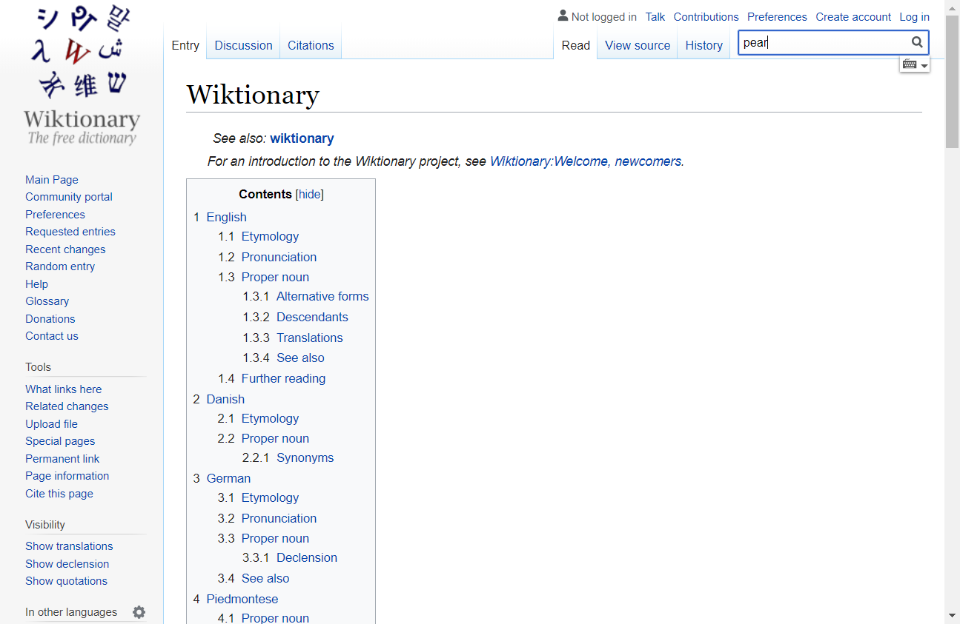 シ Wiktionary
The free dictionary
Not logged in Talk Contributions Preferences Create account Log in
Entry Discussion Citations Read View source History pear
Wiktionary
See also: wiktionary
For an introduction to the Wiktionary project, see Wiktionary:Welcome, newcomers.
Main Page
Community portal
Preferences
Requested entries
Recent changes
Random entry
Help
Glossary
Donations
Contact us
Tools
What links here
Related changes
Upload file
Special pages
Permanent link
Page information
Cite this page
Visibility
Show translations
Show declension
Show quotations
In other languages
Contents [hide]
1 English
1.1 Etymology
1.2 Pronunciation
1.3 Proper noun
1.3.1 Alternative forms
1.3.2 Descendants
1.3.3 Translations
1.3.4 See also
1.4 Further reading
2 Danish
2.1 Etymology
2.2 Proper noun
2.2.1 Synonyms
3 German
3.1 Etymology
3.2 Pronunciation
3.3 Proper noun
3.3.1 Declension
3.4 See also
4 Piedmontese
4.1 Proper noun